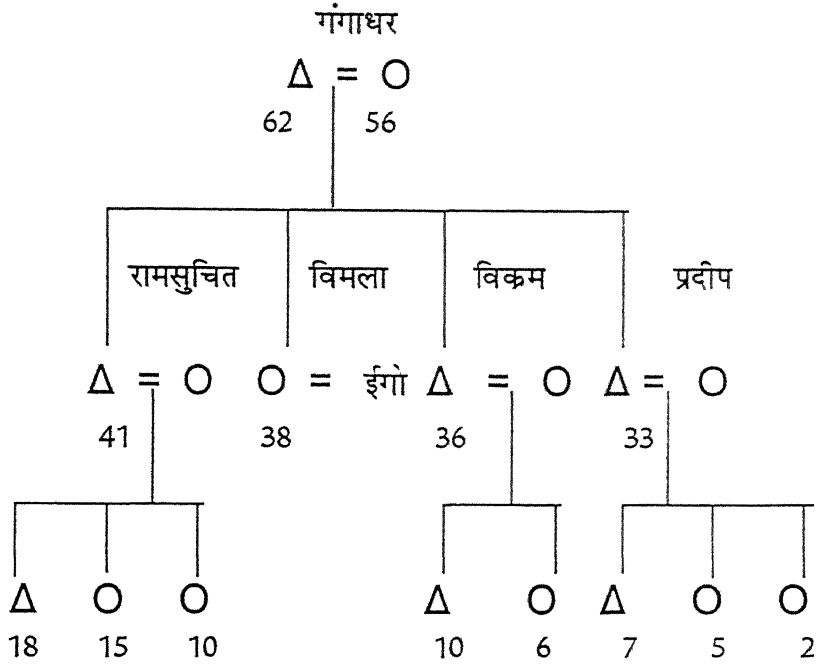 गंगाधर
Δ = O
62 56
रामसुचित विमला विक्रम प्रदीप
Δ = O O = ईगो Δ = O Δ = O
41 38 36 33
Δ O O Δ O Δ O O
18 15 10 10 6 7 5 2